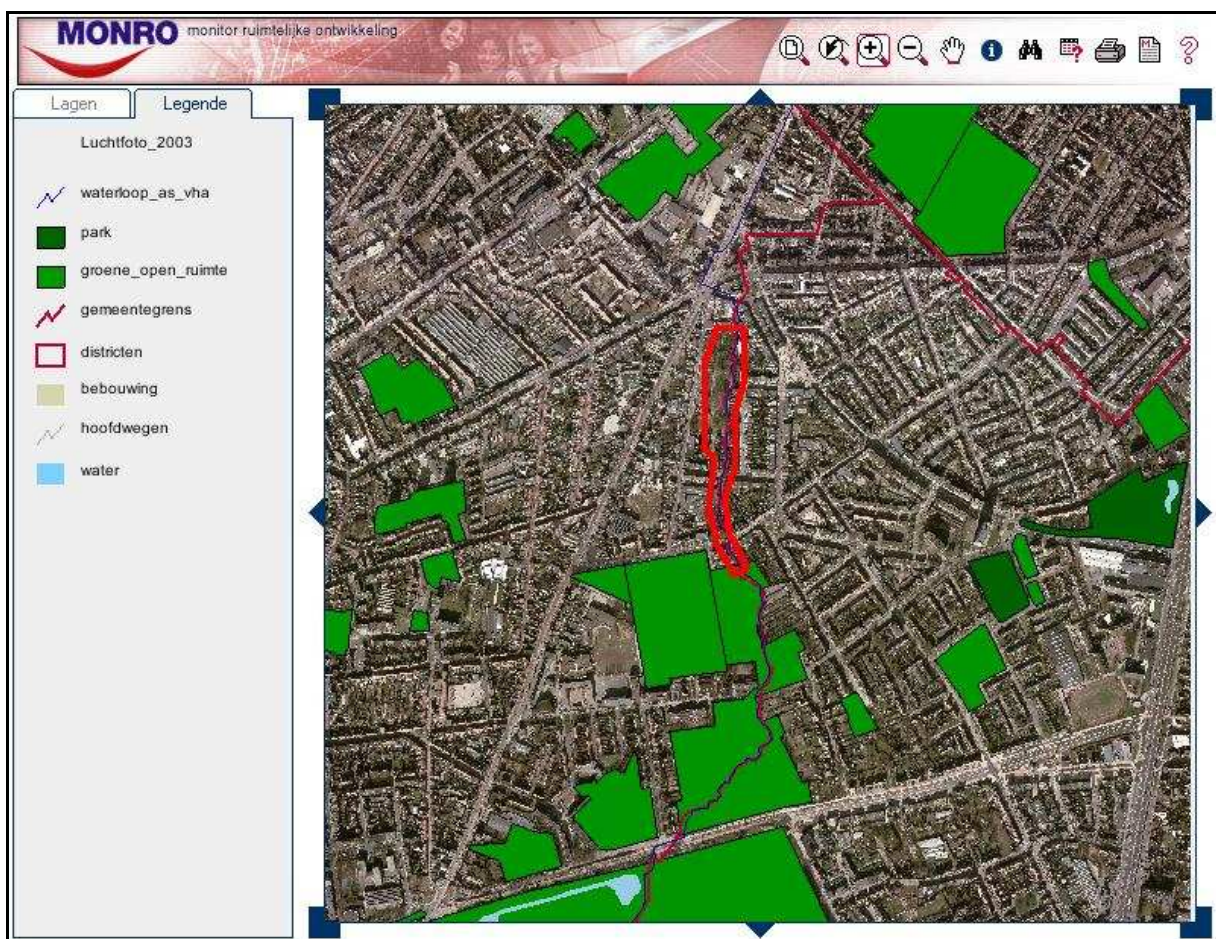 MONRO monitor ruimtelijke ontwikkeling
i
M
?
Lagen
Legende
Luchtfoto_2003
waterloop_as_vha
park
groene_open_ruimte
gemeentegrens
districten
bebouwing
hoofdwegen
water